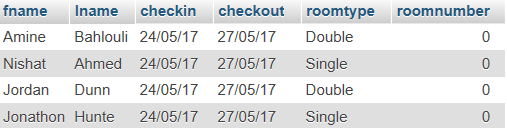 fname lname checkin checkout roomtype roomnumber
Amine Bahlouli 24/05/17 27/05/17 Double 0
Nishat Ahmed 24/05/17 27/05/17 Single 0
Jordan Dunn 24/05/17 27/05/17 Double 0
Jonathon Hunte 24/05/17 27/05/17 Single 0